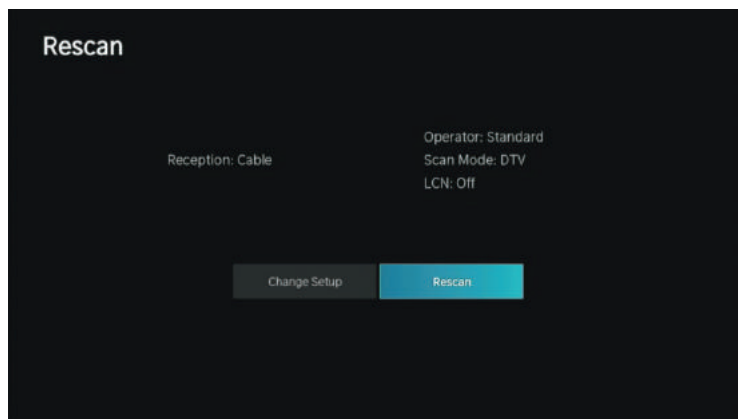 Rescan
Reception: Cable
Operator: Standard
Scan Mode: DTV
LCN: Off
Change Setup
Rescan